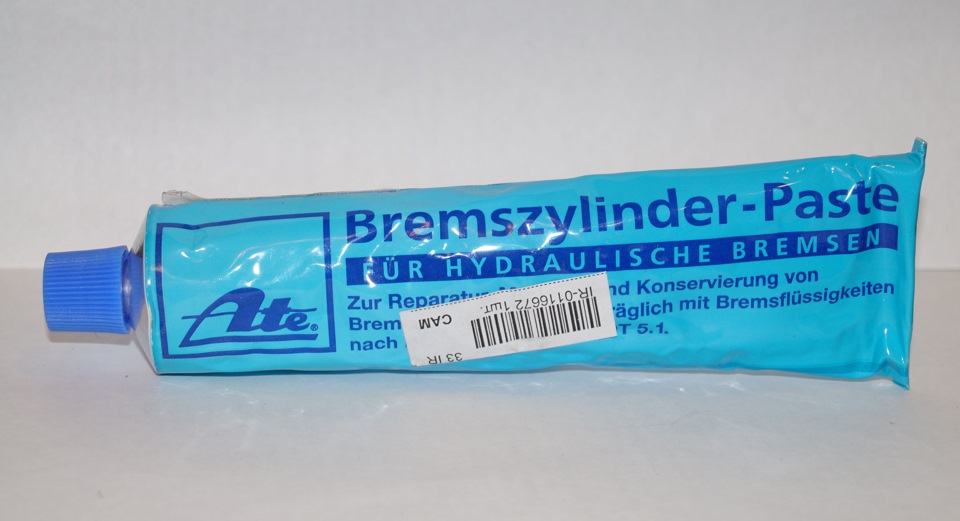 Ate®
Bremszylinder-Paste
FÜR HYDRAULISCHE BREMSEN
Zur Reparatur, nd Konservierung von
Brem räglich mit Bremsflüssigkeiten
nach T 5.1.
IR-0116672 1шт.
CAM
33 IR